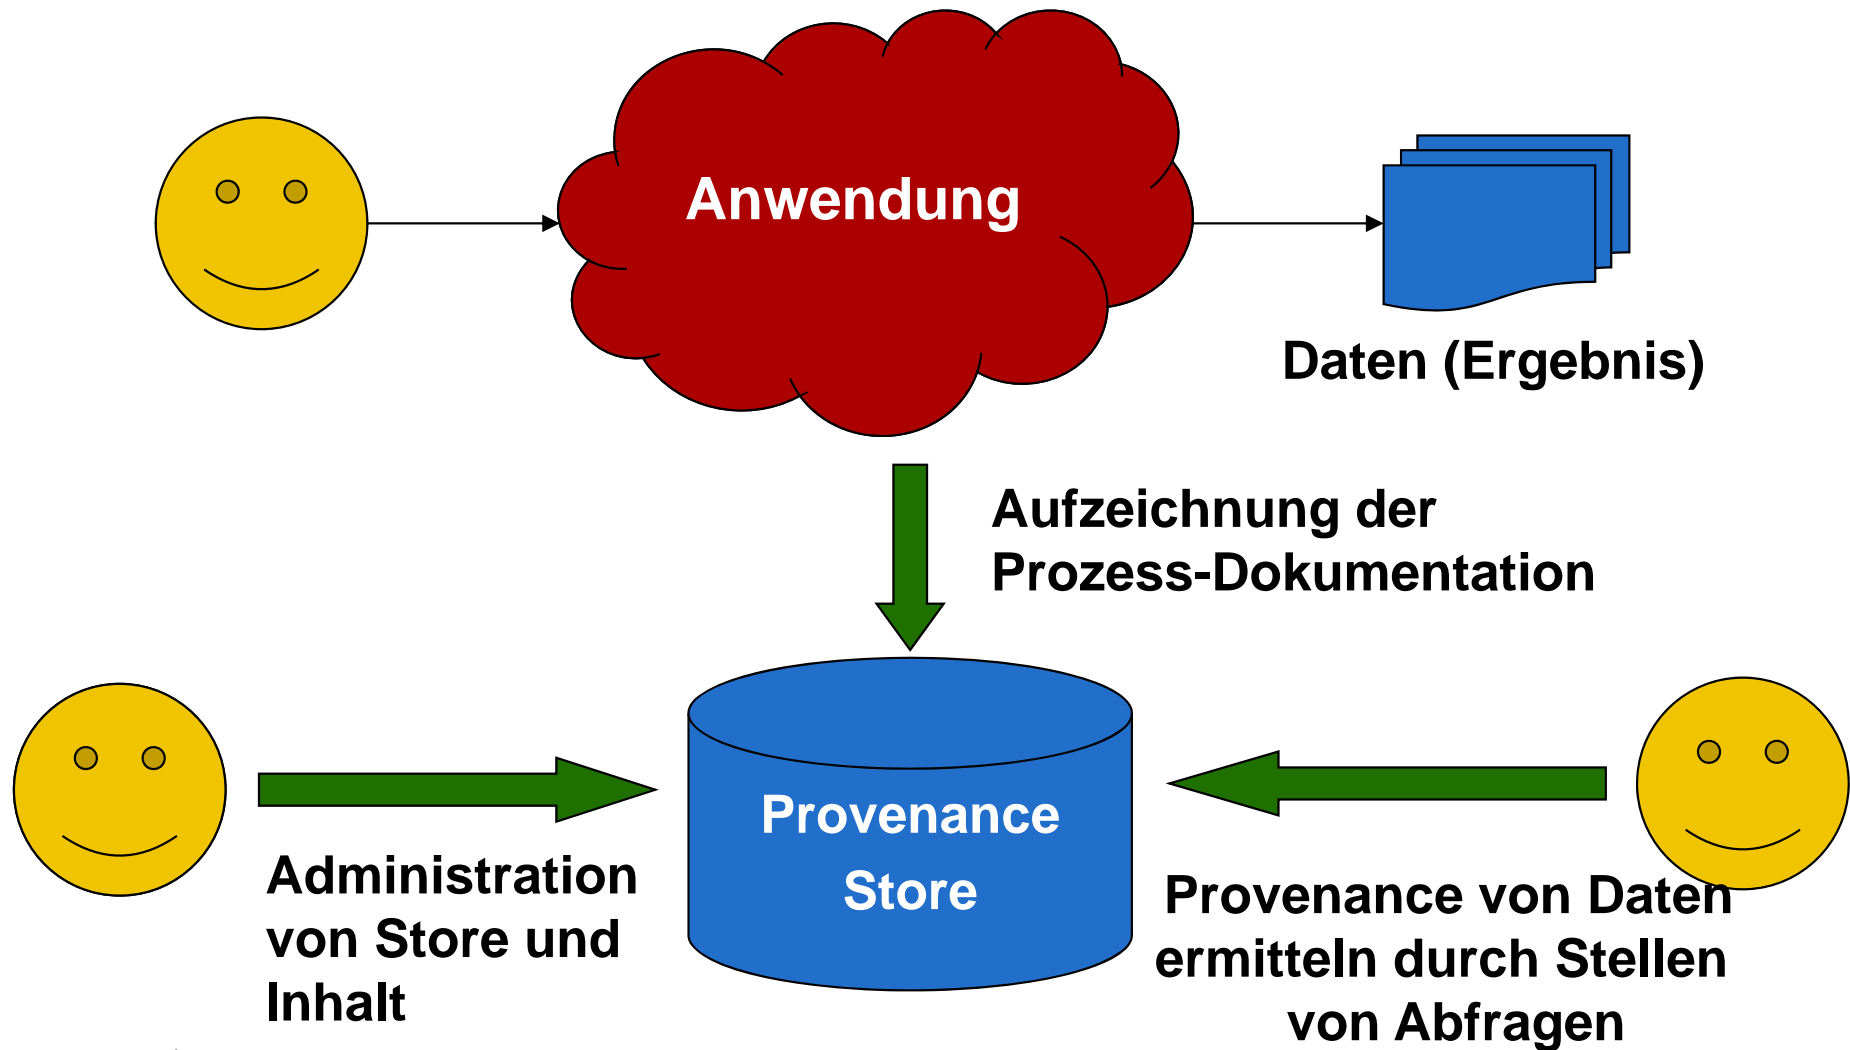 Anwendung
Daten (Ergebnis)
Aufzeichnung der
Prozess-Dokumentation
Provenance
Store
Administration
von Store und
Inhalt
Provenance von Daten
ermitteln durch Stellen
von Abfragen